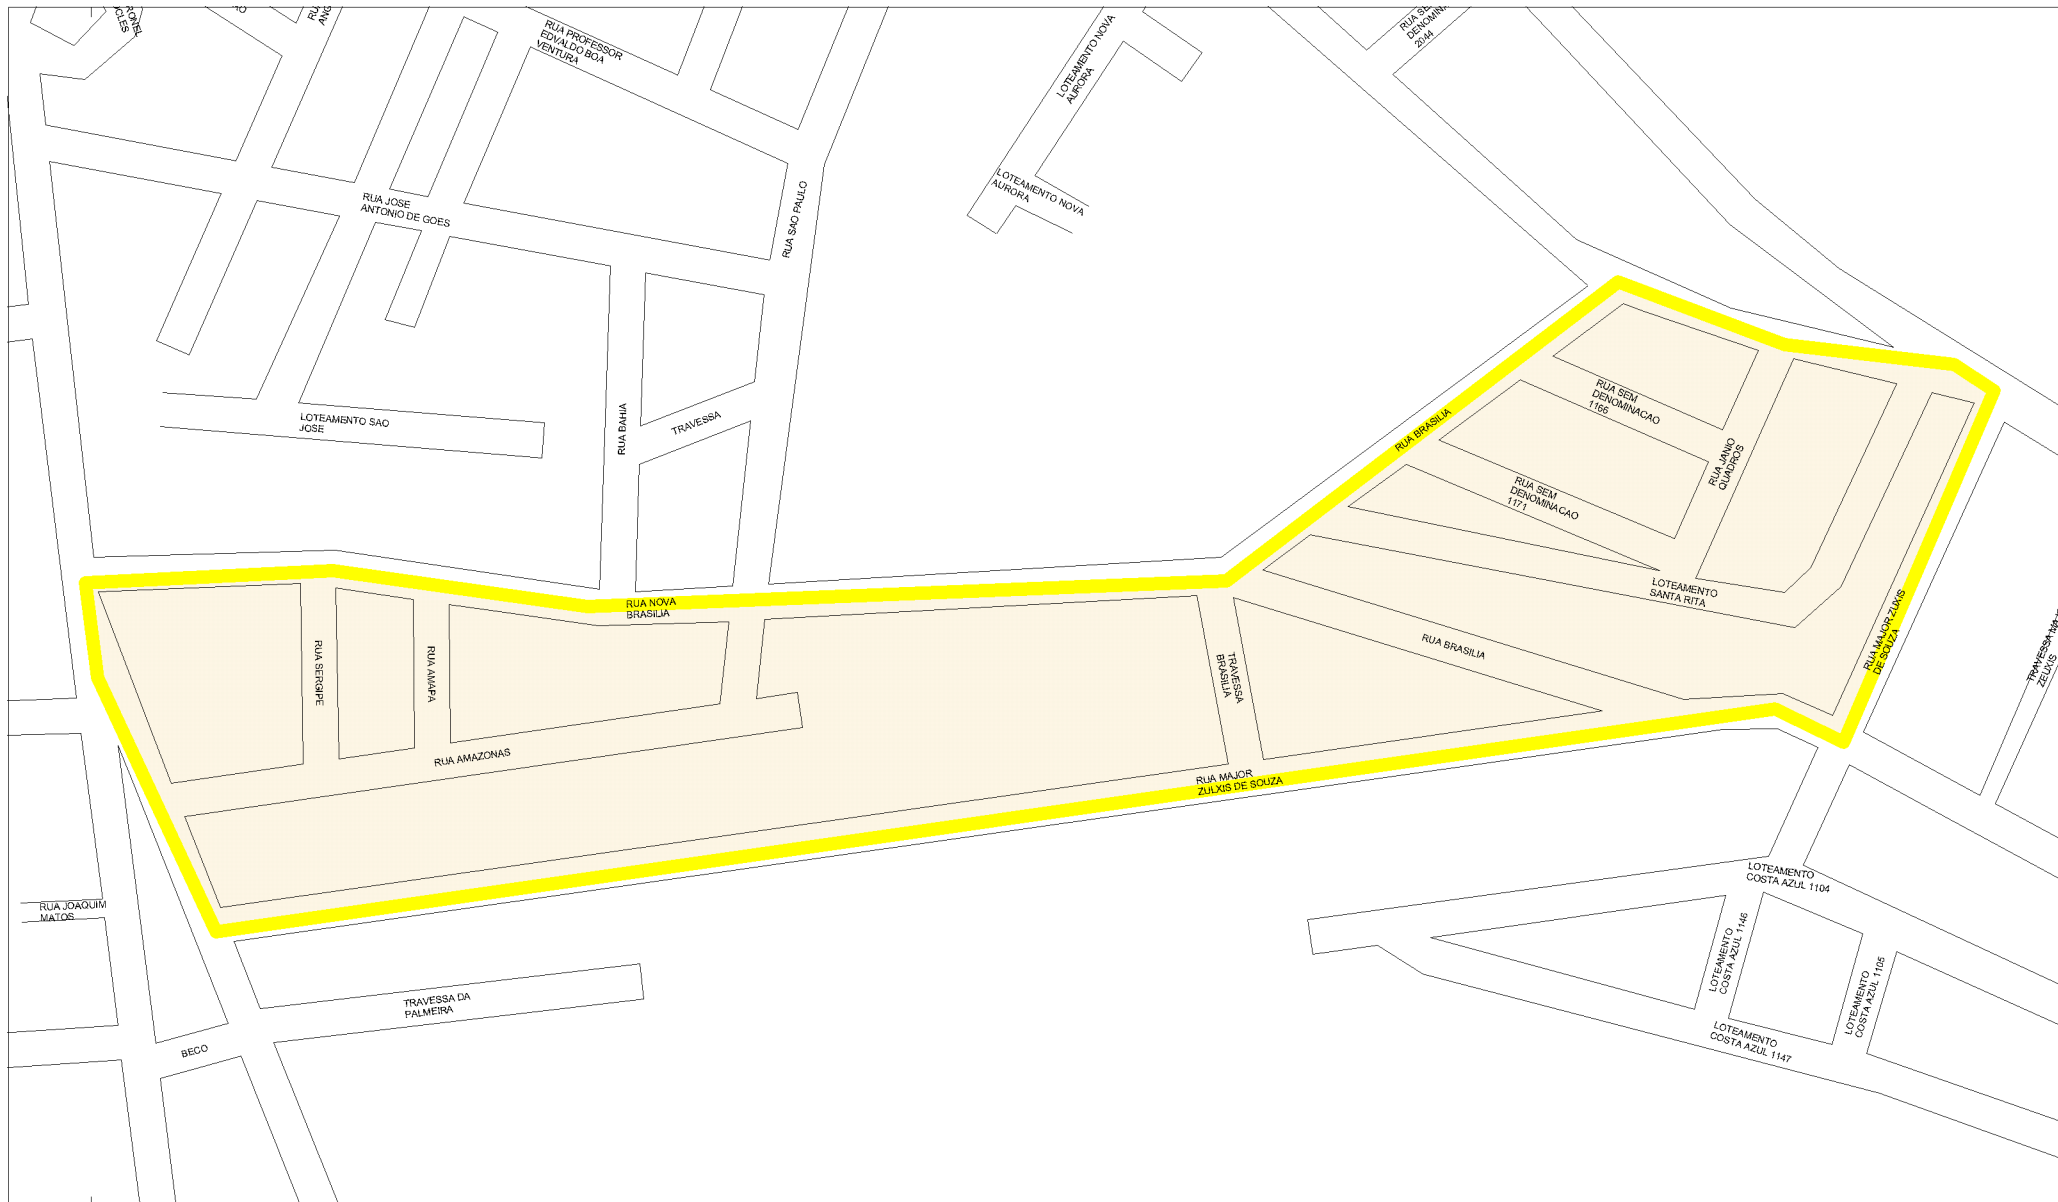 RUA PROFESSOR
EDVALDO BOA
VENTURA
LOTEAMENTO NOVA
AURORA
2044
LOTEAMENTO NOVA
AURORA
RUA JOSE
ANTONIO DE GOES
RUA SAO PAULO
LOTEAMENTO SAO
JOSE
RUA BAHIA
TRAVESSA
RUA BRASILIA
RUA SEM
DENOMINACAO
1166
RUA JANIO
QUADROS
RUA SEM
DENOMINACAO
1171
LOTEAMENTO
SANTA RITA
RUA NOVA
BRASILIA
RUA SERGIPE
RUA AMAPA
TRAVESSA
BRASILIA
RUA BRASILIA
RUA MAJOR ZUXIS
DE SOUZA
ZEUXIS
RUA AMAZONAS
RUA MAJOR
ZULXIS DE SOUZA
LOTEAMENTO
COSTA AZUL 1104
RUA JOAQUIM
MATOS
LOTEAMENTO
COSTA AZUL 1146
LOTEAMENTO
COSTA AZUL 1105
TRAVESSA DA
PALMEIRA
BECO
LOTEAMENTO
COSTA AZUL 1147